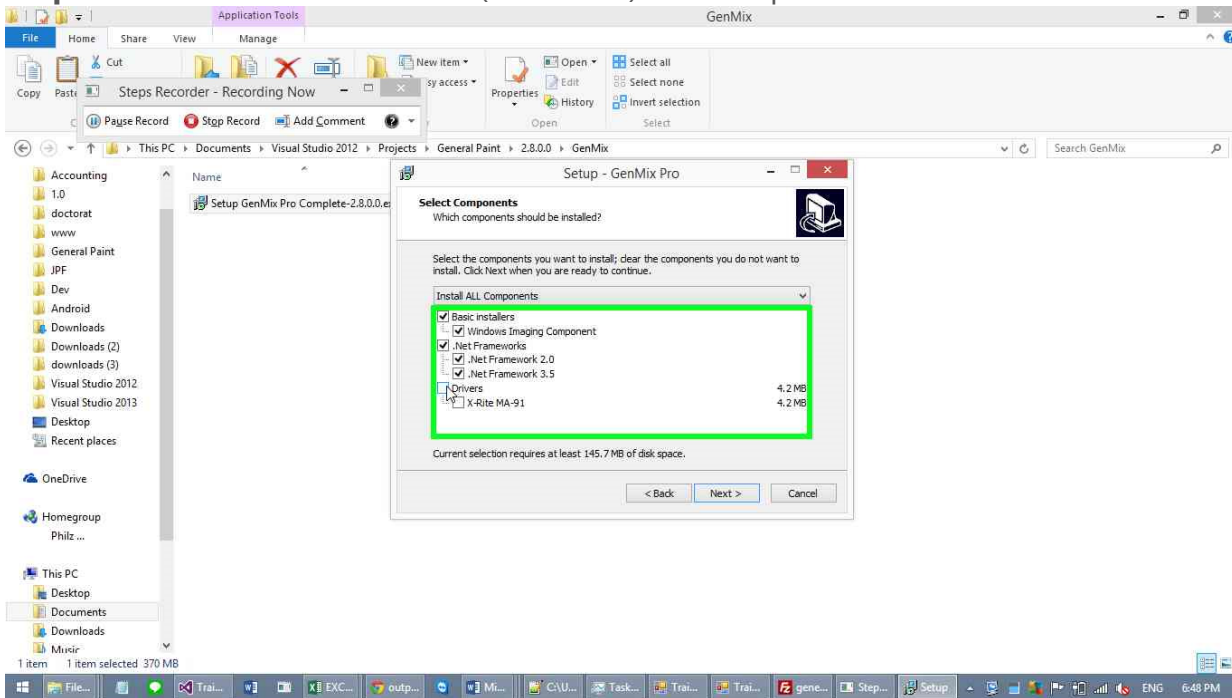 Application Tools
GenMix
File Home Share View Manage
Cut
New item
Open
Select all
Copy
sy access
Properties
Edit
Select none
Steps Recorder - Recording Now
History
Invert selection
Pause Record Stop Record Add Comment
Open
Select
This PC Documents Visual Studio 2012 Projects General Paint 2.8.0.0 GenMix
Search GenMix
Accounting
1.0
doctorat
www
General Paint
JPF
Dev
Android
Downloads
Downloads (2)
downloads (3)
Visual Studio 2012
Visual Studio 2013
Desktop
Recent places
OneDrive
Homegroup
Philz ...
This PC
Desktop
Documents
Downloads
Music
Name
Setup GenMix Pro Complete-2.8.0.0.e
Setup - GenMix Pro
Select Components
Which components should be installed?
Select the components you want to install; clear the components you do not want to
install. Click Next when you are ready to continue.
Install ALL Components
Basic installers
Windows Imaging Component
.Net Frameworks
.Net Framework 2.0
.Net Framework 3.5
Drivers 4.2 MB
X-Rite MA-91 4.2 MB
Current selection requires at least 145.7 MB of disk space.
< Back Next > Cancel
1 item 1 item selected 370 MB
File... Trai... EXC... outp... Mi... C:\U... Task... Trai... Trai... gene... Step... Setup ENG 6:48 PM